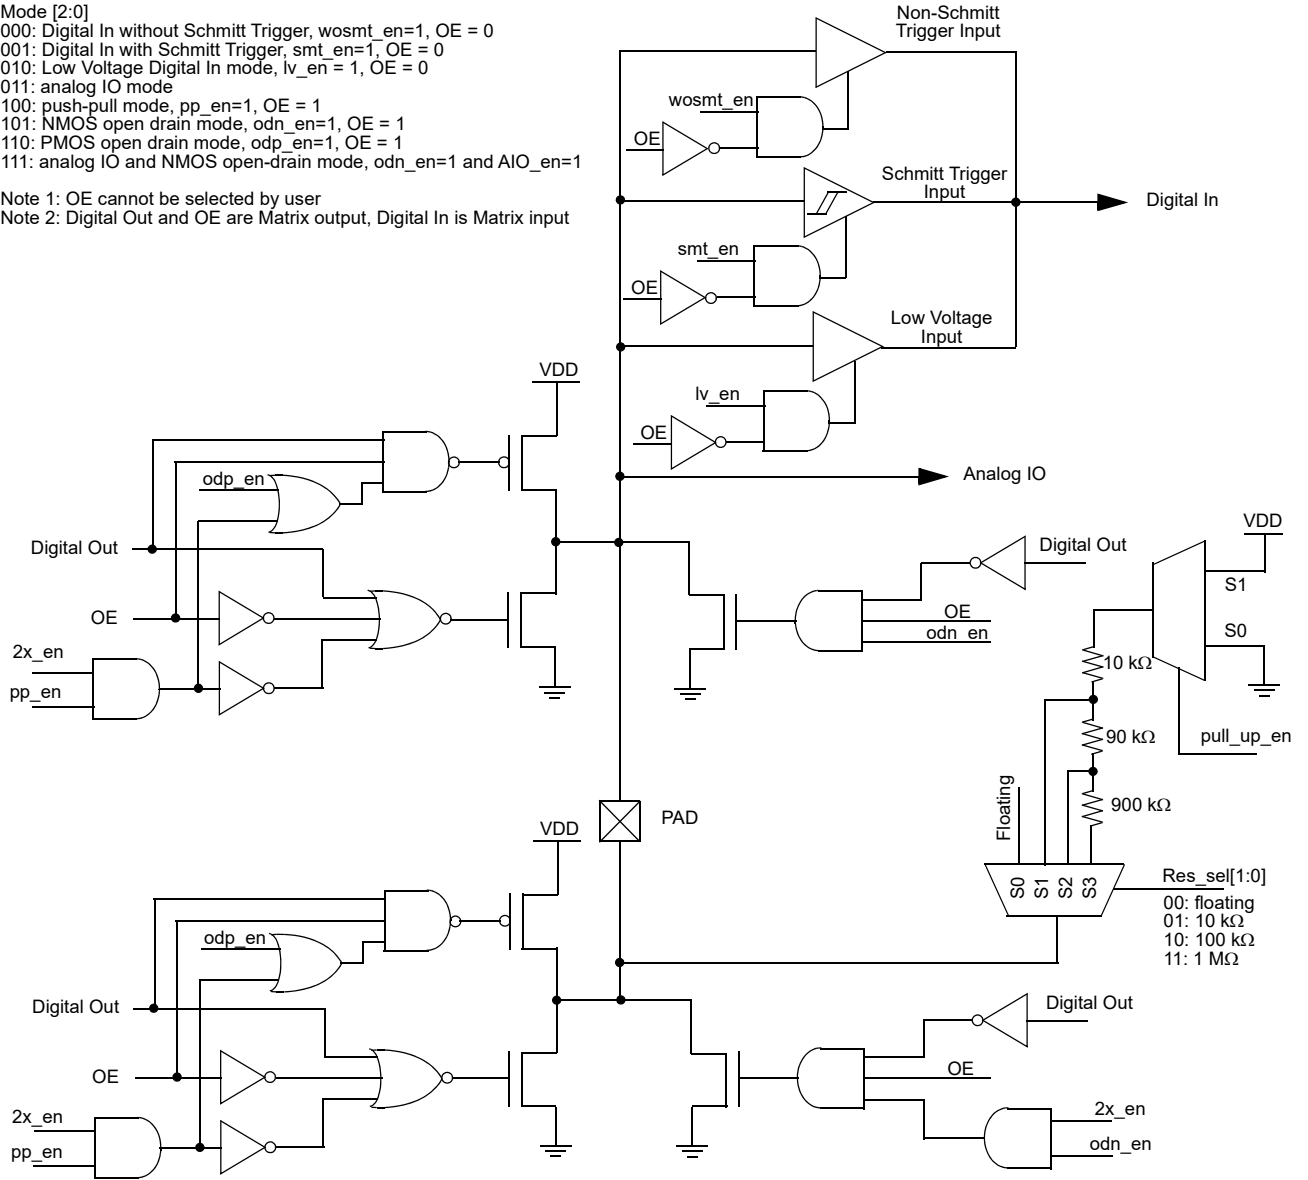 Mode [2:0]
000: Digital In without Schmitt Trigger, wosmt_en=1, OE = 0
001: Digital In with Schmitt Trigger, smt_en=1, OE = 0
010: Low Voltage Digital In mode, lv_en = 1, OE = 0
011: analog IO mode
100: push-pull mode, pp_en=1, OE = 1
101: NMOS open drain mode, odn_en=1, OE = 1
110: PMOS open drain mode, odp_en=1, OE = 1
111: analog IO and NMOS open-drain mode, odn_en=1 and AIO_en=1
Note 1: OE cannot be selected by user
Note 2: Digital Out and OE are Matrix output, Digital In is Matrix input
Non-Schmitt
Trigger Input
wosmt_en
OE
Schmitt Trigger
Input
Digital In
smt_en
OE
Low Voltage
Input
lv_en
OE
Analog IO
VDD
odp_en
Digital Out
OE
2x_en
pp_en
Digital Out
OE
odn_en
VDD
S1
S0
10 kΩ
90 kΩ
900 kΩ
pull_up_en
Floating
S0
S1
S2
S3
Res_sel[1:0]
00: floating
01: 10 kΩ
10: 100 kΩ
11: 1 MΩ
PAD
VDD
odp_en
Digital Out
OE
2x_en
pp_en
Digital Out
OE
2x_en
odn_en